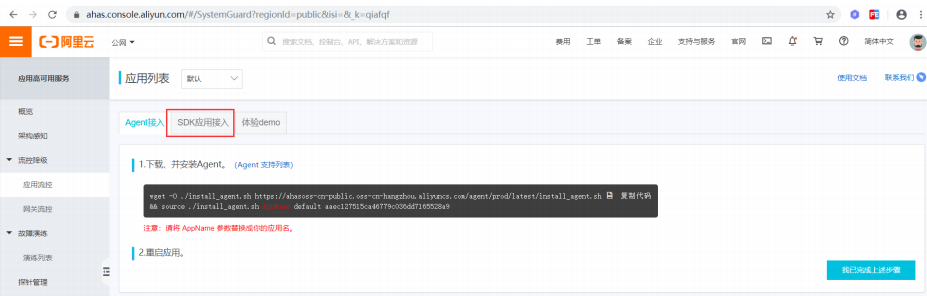 ahas.console.aliyun.com/#/SystemGuard?regionId=public&isi=&_k=qiafqf
阿里云
公网
搜索文档、控制台、API、解决方案和资源
费用 工单 备案 企业 支持与服务 官网 简体中文
应用高可用服务
应用列表
默认
使用文档 联系我们
概览
架构感知
流控降级
应用流控
网关流控
故障演练
演练列表
探针管理
Agent接入 SDK应用接入 体验demo
1.下载、并安装Agent。 (Agent 支持列表)
wget -O ./install_agent.sh https://ahasoss-cn-public.oss-cn-hangzhou.aliyuncs.com/agent/prod/latest/install_agent.sh 复制代码
&& source ./install_agent.sh default aaec127515ca46779c036dd7165528a9
注意：请将 AppName 参数替换成你的应用名。
2.重启应用。
我已完成上述步骤